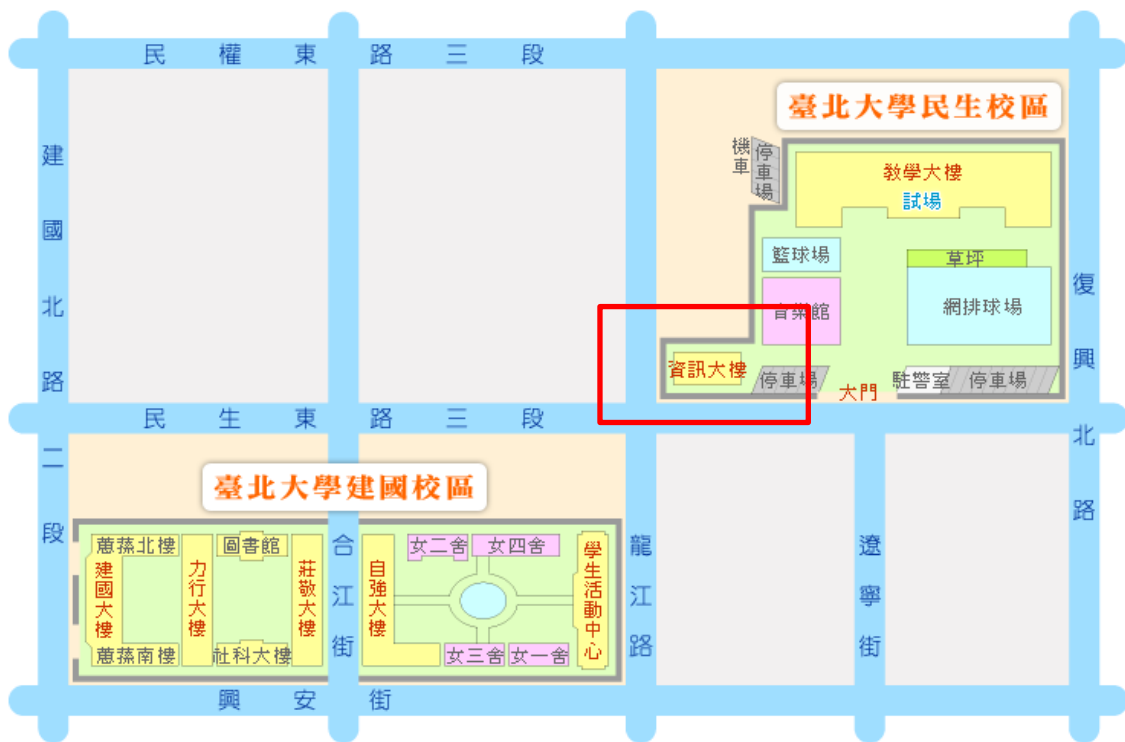 民權東路三段
臺北大學民生校區
建國北路二段
機車
停車場
教學大樓
試場
籃球場
草坪
音樂館
網排球場
復興北路
資訊大樓
停車場
大門
駐警室
停車場
民生東路三段
臺北大學建國校區
蕙蓀北樓
圖書館
合江街
女二舍
女四舍
龍江路
遼寧街
建國大樓
力行大樓
莊敬大樓
自強大樓
學生活動中心
蕙蓀南樓
社科大樓
女三舍
女一舍
興安街